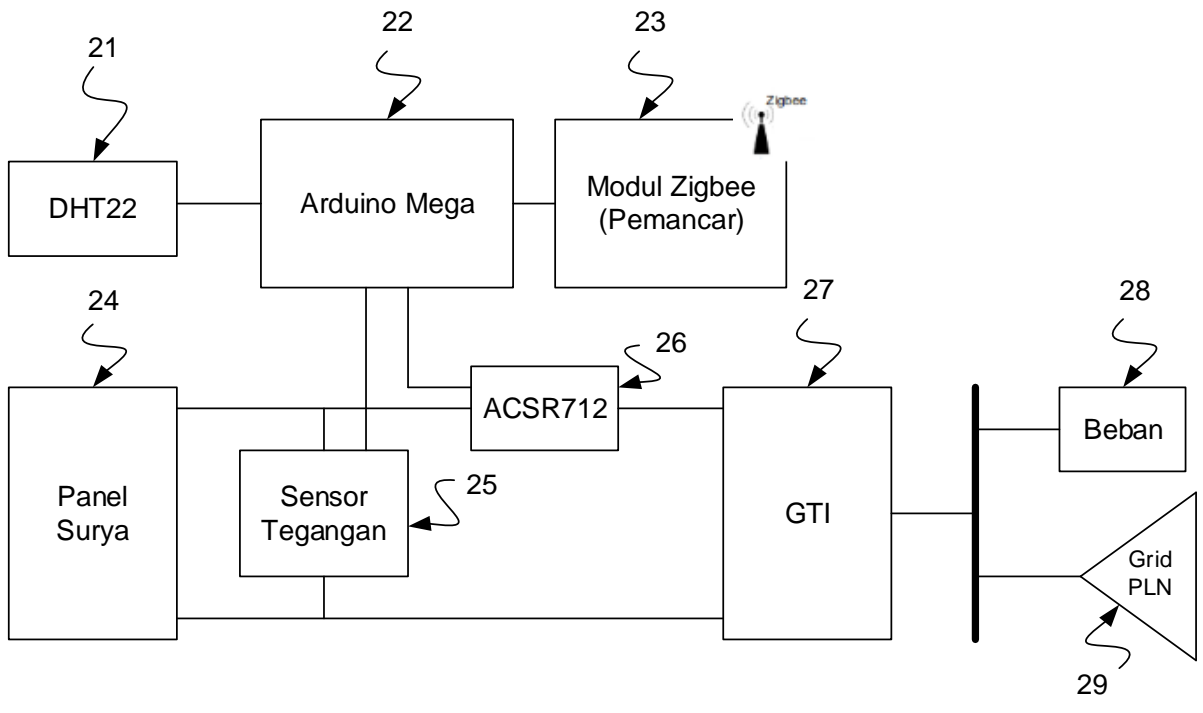 21
22
23
Zigbee
DHT22
Arduino Mega
Modul Zigbee
(Pemancar)
24
26
27
28
ACSR712
Beban
Panel
Surya
Sensor
Tegangan
25
GTI
Grid
PLN
29